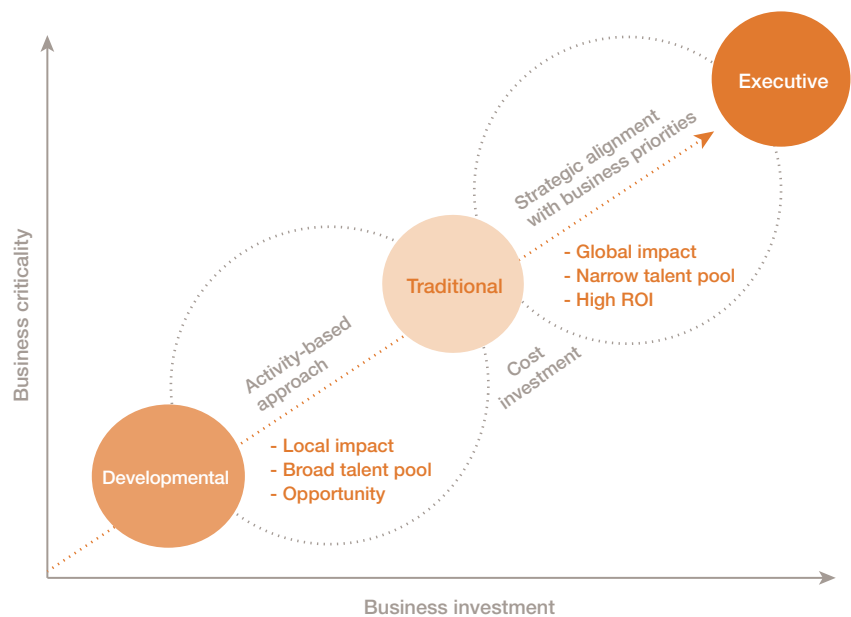 Executive
Strategic alignment
with business priorities
- Global impact
- Narrow talent pool
- High ROI
Traditional
Business criticality
Activity-based
approach
Cost
investment
- Local impact
- Broad talent pool
- Opportunity
Developmental
Business investment